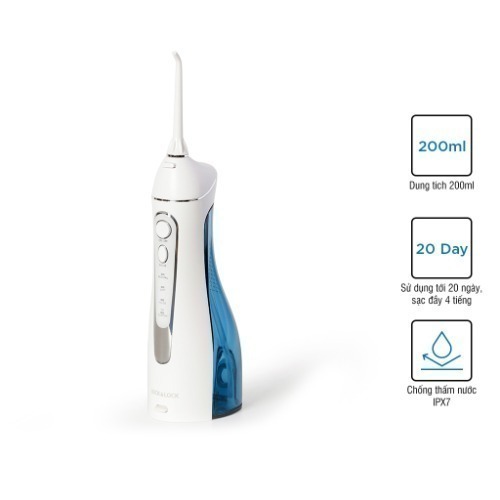 200ml
Dung tích 200ml
20 Day
Sử dụng tới 20 ngày,
sạc đầy 4 tiếng
Chống thấm nước
IPX7